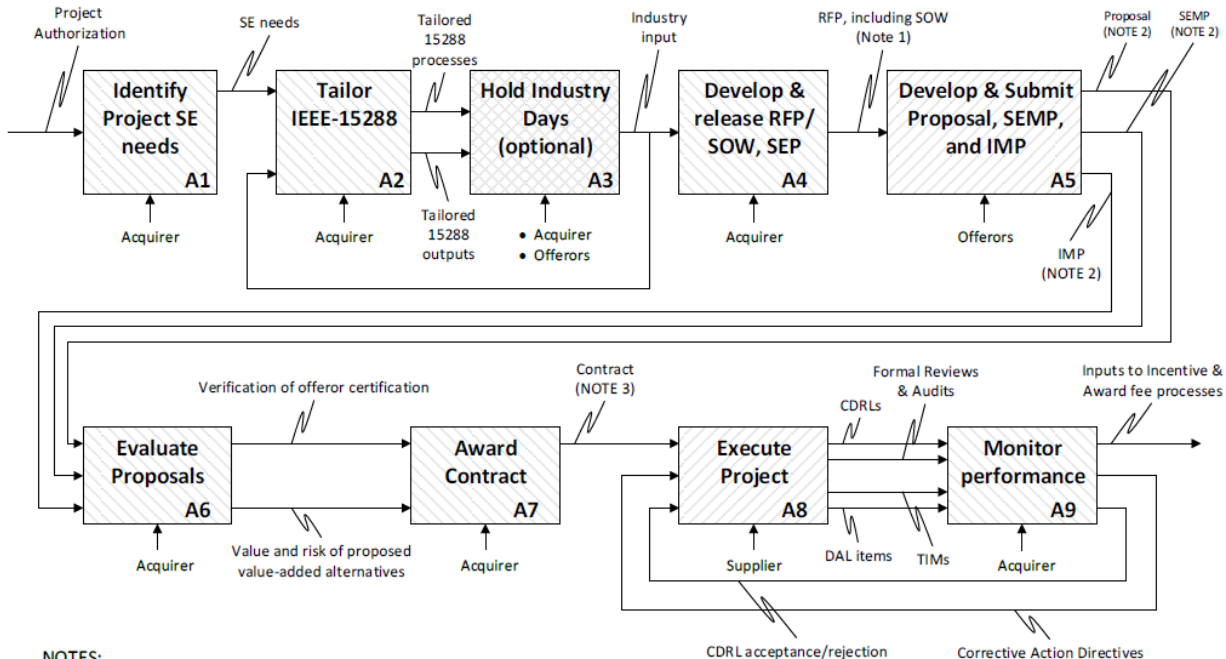 Project
Authorization
SE needs
Tailored
15288
processes
Industry
input
RFP, including SOW
(Note 1)
Proposal
(NOTE 2)
SEMP
(NOTE 2)
Identify
Project SE
needs
A1
Tailor
IEEE-15288
A2
Hold Industry
Days
(optional)
A3
Develop &
release RFP/
SOW, SEP
A4
Develop & Submit
Proposal, SEMP,
and IMP
A5
Acquirer
Acquirer
Tailored
15288
outputs
• Acquirer
• Offerors
Acquirer
Offerors
IMP
(NOTE 2)
Verification of offeror certification
Contract
(NOTE 3)
Formal Reviews
& Audits
CDRLs
Inputs to Incentive &
Award fee processes
Evaluate
Proposals
A6
Award
Contract
A7
Execute
Project
A8
Monitor
performance
A9
Acquirer
Value and risk of proposed
value-added alternatives
Acquirer
Supplier
DAL items
TIMs
Acquirer
NOTES:
CDRL acceptance/rejection
Corrective Action Directives